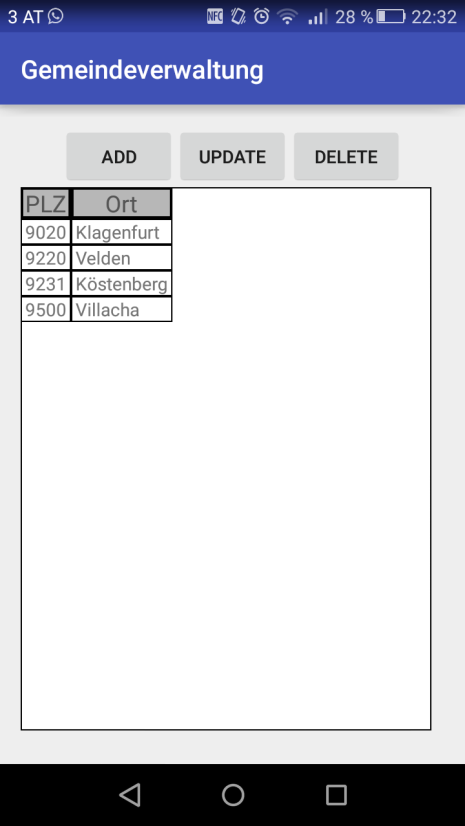 3 AT NFC 28 % 22:32
Gemeindeverwaltung
ADD UPDATE DELETE
PLZ Ort
9020 Klagenfurt
9220 Velden
9231 Köstenberg
9500 Villacha